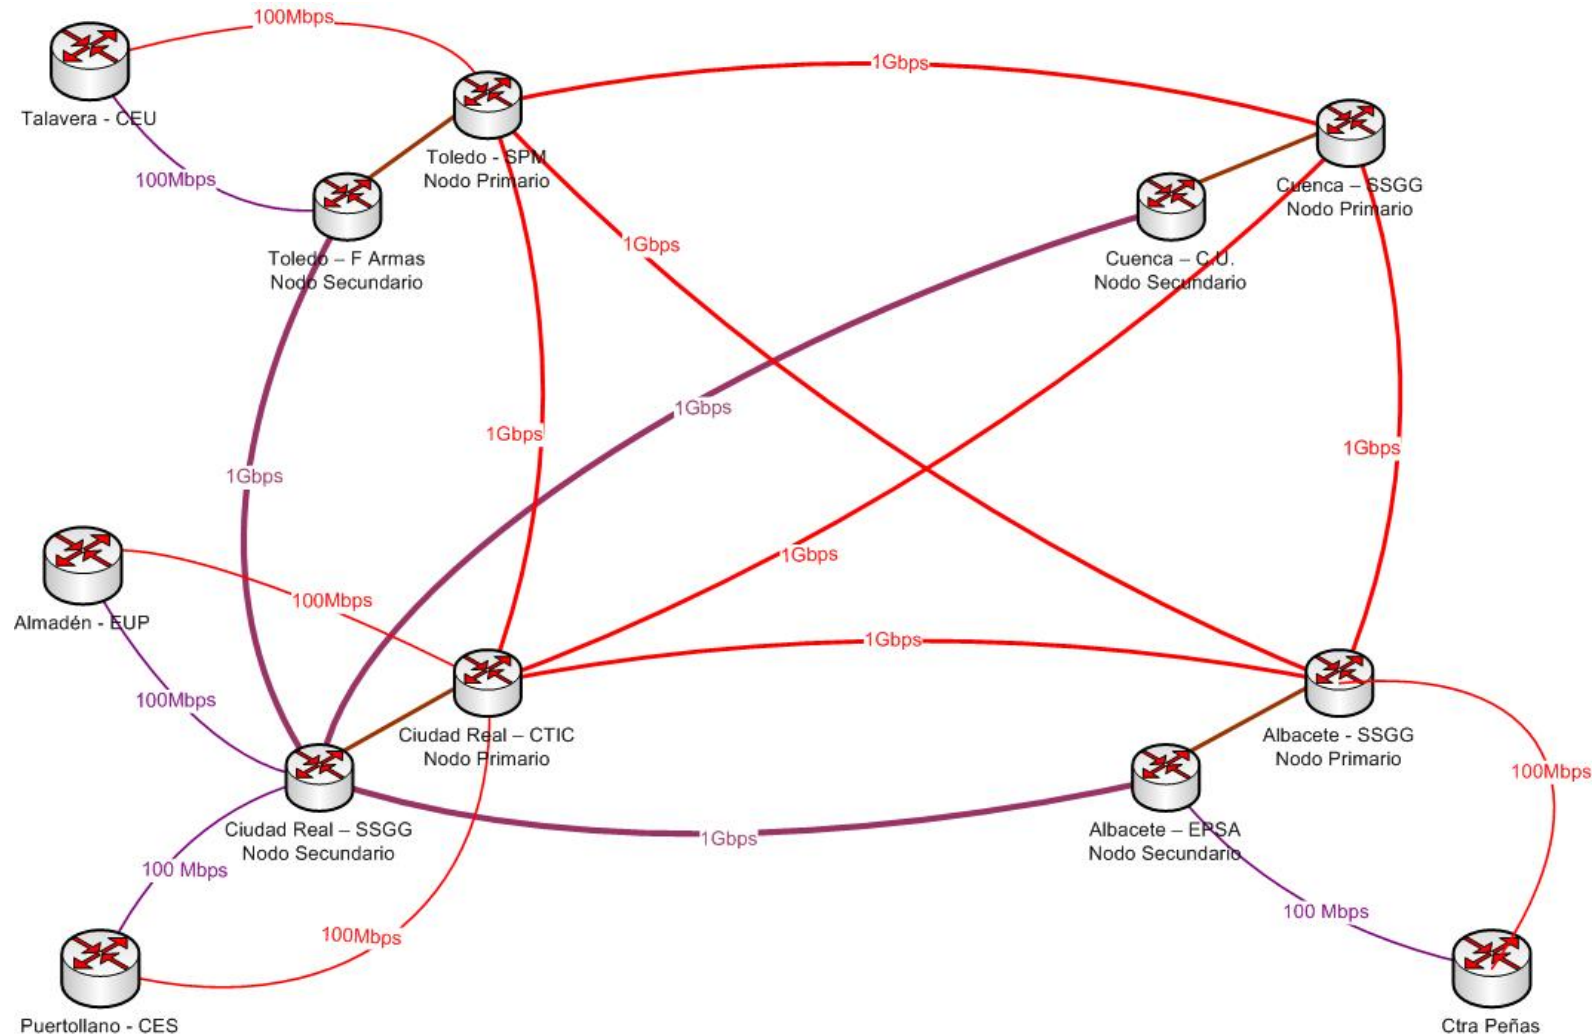 100Mbps
1Gbps
Talavera - CEU
Toledo - SPM
Nodo Primario
100Mbps
Cuenca – SSGG
Nodo Primario
1Gbps
Toledo – F Armas
Nodo Secundario
Cuenca – C.U.
Nodo Secundario
1Gbps
1Gbps
1Gbps
1Gbps
1Gbps
100Mbps
Almadén - EUP
1Gbps
100Mbps
Ciudad Real – CTIC
Nodo Primario
Albacete - SSGG
Nodo Primario
100Mbps
Ciudad Real – SSGG
Nodo Secundario
1Gbps
Albacete – EPSA
Nodo Secundario
100 Mbps
100 Mbps
100Mbps
Puertollano - CES
Ctra Peñas